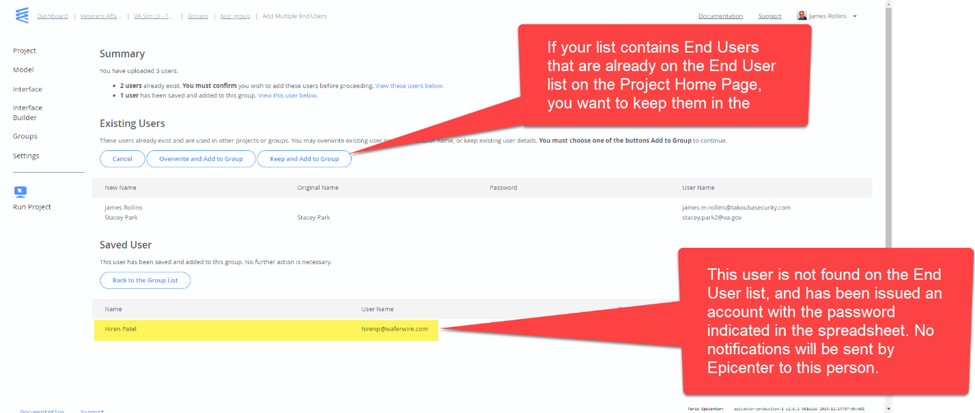 Dashboard | Veterans Affa... | VA Sim UI - T... | Groups | test_group | Add Multiple End Users
Documentation Support James Rollins
Project
Model
Interface
Interface
Builder
Groups
Settings
Run Project
Summary
You have uploaded 3 users.
2 users already exist. You must confirm you wish to add these users before proceeding. View these users below.
1 user has been saved and added to this group. View this user below.
If your list contains End Users
that are already on the End User
list on the Project Home Page,
you want to keep them in the
Existing Users
These users already exist and are used in other projects or groups. You may overwrite existing user name, or keep existing user details. You must choose one of the buttons Add to Group to continue.
Cancel Overwrite and Add to Group Keep and Add to Group
New Name Original Name Password User Name
James Rollins james.m.rollins@takoubasecurity.com
Stacey Park Stacey Park stacey.park2@va.gov
Saved User
This user has been saved and added to this group. No further action is necessary.
Back to the Group List
Name User Name
Hiren Patel hirenp@waferwire.com
This user is not found on the End
User list, and has been issued an
account with the password
indicated in the spreadsheet. No
notifications will be sent by
Epicenter to this person.
Documentation Support